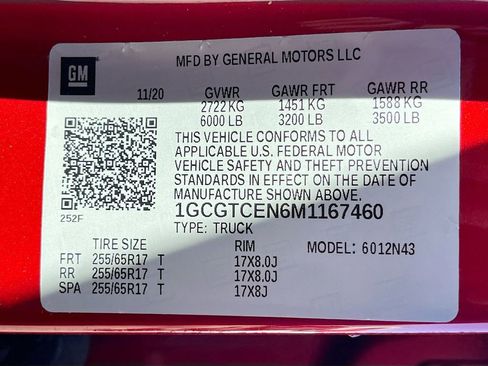 GM
MFD BY GENERAL MOTORS LLC
11/20 GVWR GAWR FRT GAWR RR
2722 KG 1451 KG 1588 KG
6000 LB 3200 LB 3500 LB
THIS VEHICLE CONFORMS TO ALL
APPLICABLE U.S. FEDERAL MOTOR
VEHICLE SAFETY AND THEFT PREVENTION
STANDARDS IN EFFECT ON THE DATE OF
MANUFACTURE SHOWN ABOVE.
252F
1GCGTCEN6M1167460
TYPE: TRUCK
TIRE SIZE RIM MODEL: 6012N43
FRT 255/65R17 T 17X8.0J
RR 255/65R17 T 17X8.0J
SPA 255/65R17 T 17X8J